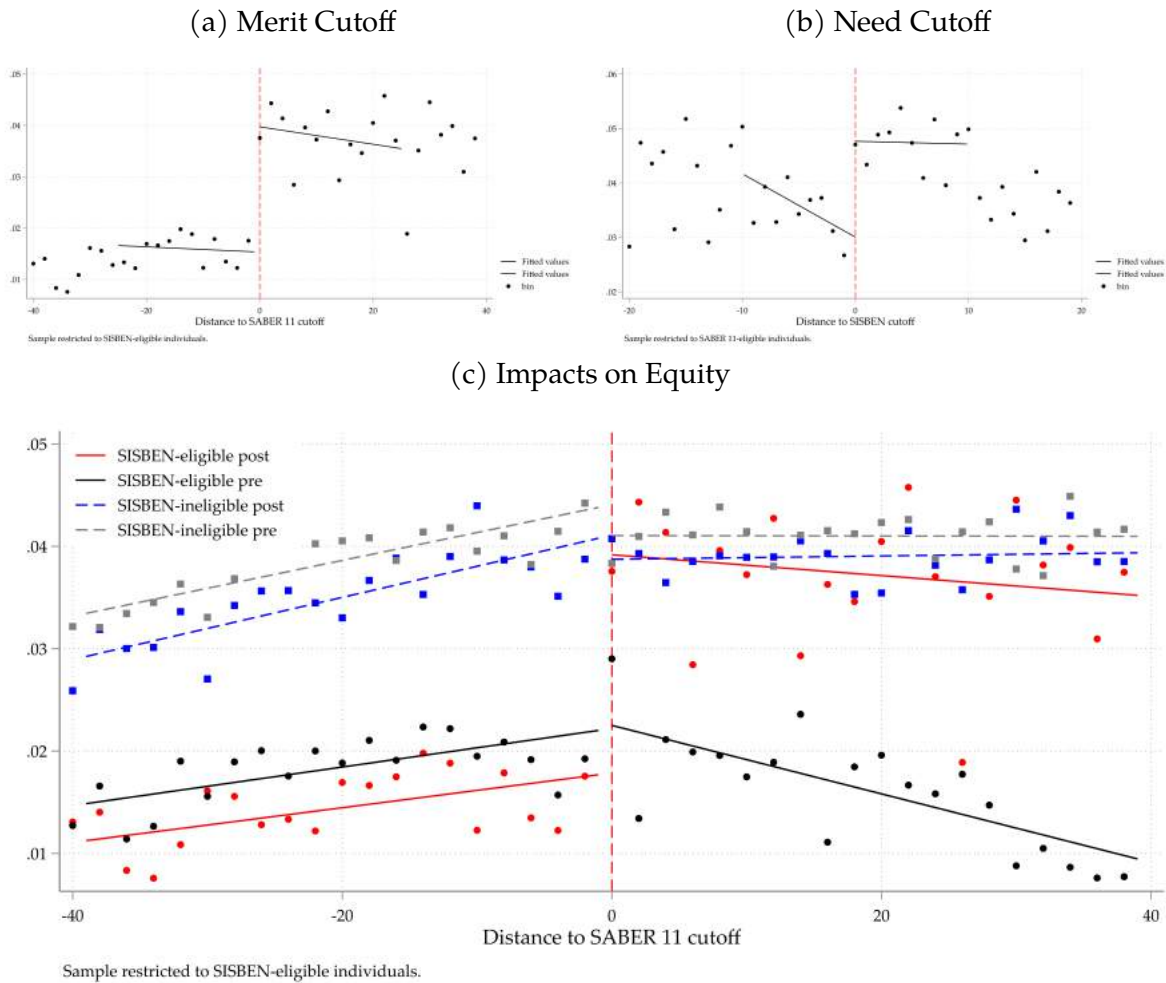 (a) Merit Cutoff
.05
.04
.03
.02
.01
-40
-20
0
20
40
Distance to SABER 11 cutoff
Fitted values
Fitted values
bin
Sample restricted to SISBEN-eligible individuals.
(b) Need Cutoff
.06
.05
.04
.03
.02
-20
-10
0
10
20
Distance to SISBEN cutoff
Fitted values
Fitted values
bin
Sample restricted to SABER 11-eligible individuals.
(c) Impacts on Equity
.05
.04
.03
.02
.01
SISBEN-eligible post
SISBEN-eligible pre
SISBEN-ineligible post
SISBEN-ineligible pre
-40
-20
0
20
40
Distance to SABER 11 cutoff
Sample restricted to SISBEN-eligible individuals.